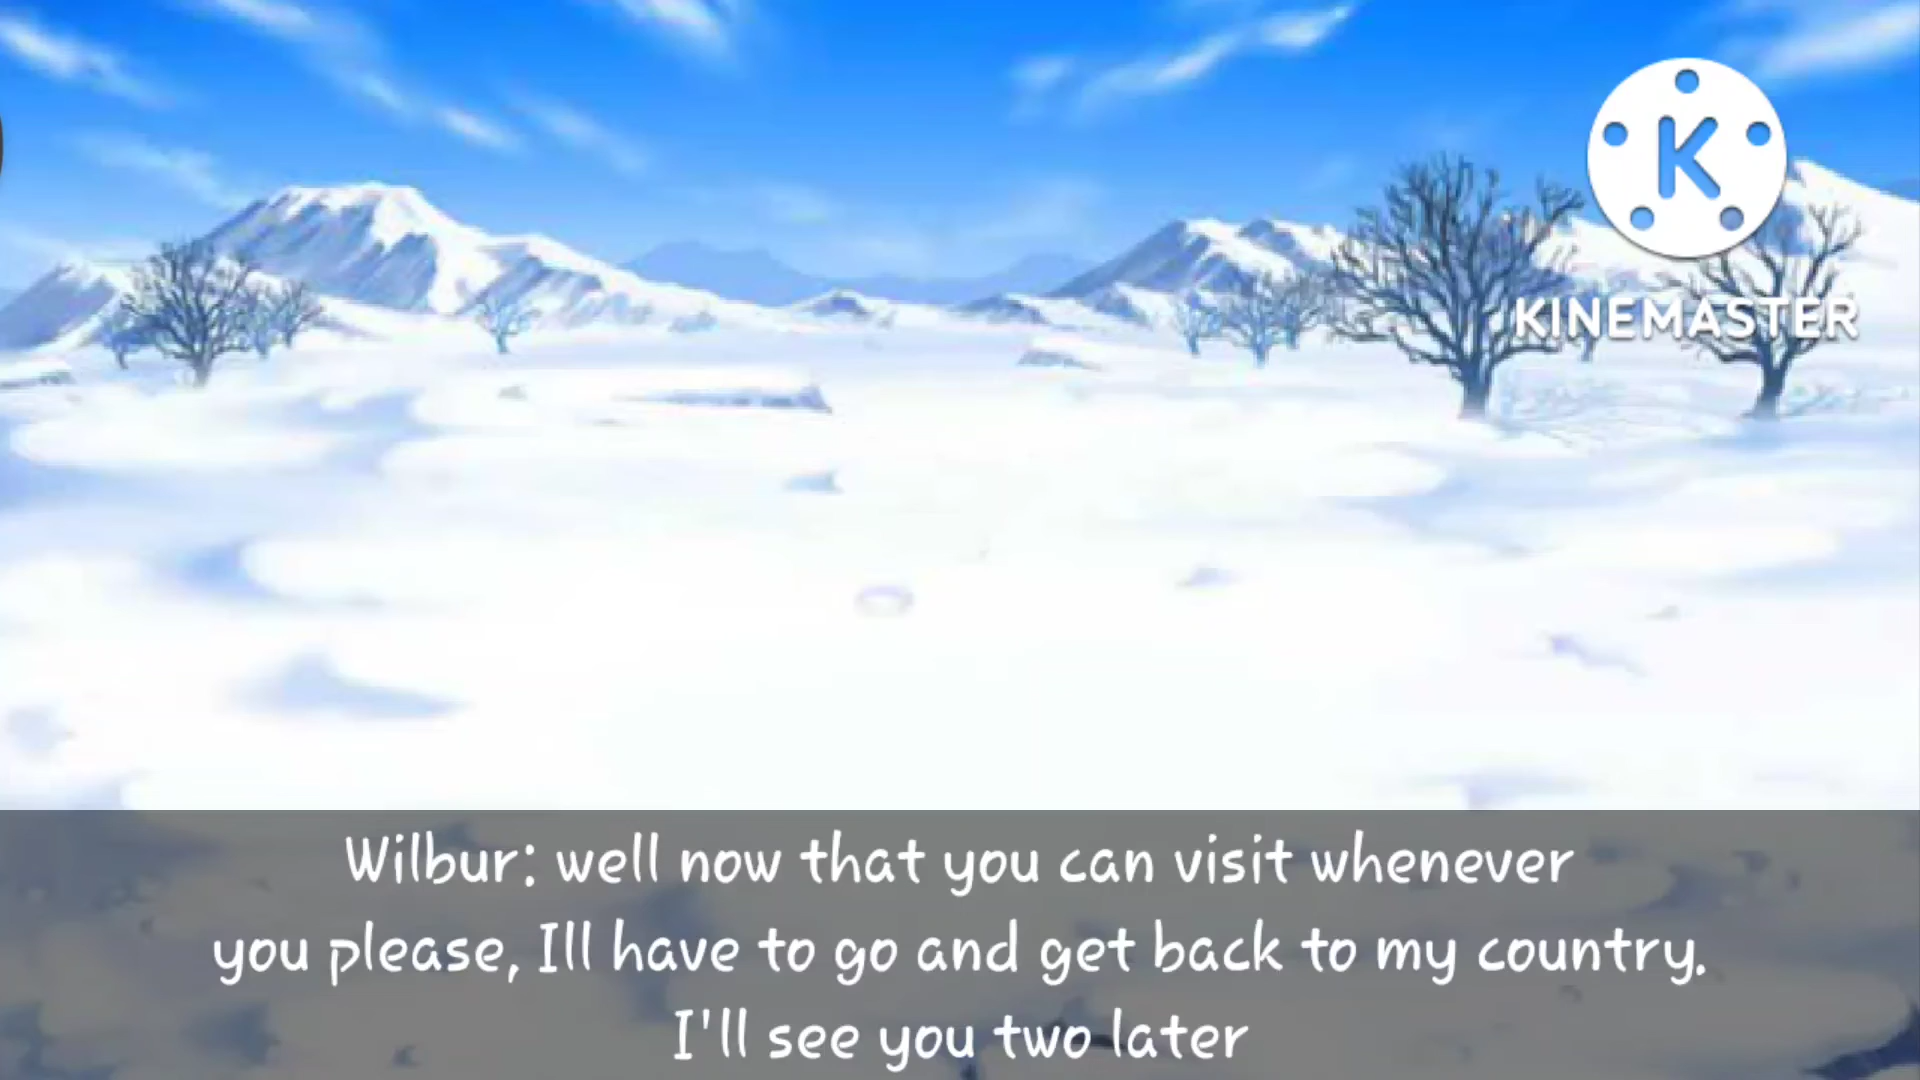 K
KINEMASTER
Wilbur: well now that you can visit whenever
you please, Ill have to go and get back to my country.
I'll see you two later